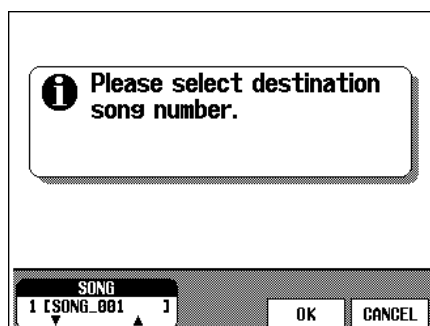 Please select destination
song number.
SONG
1 [SONG_001 ]
OK
CANCEL